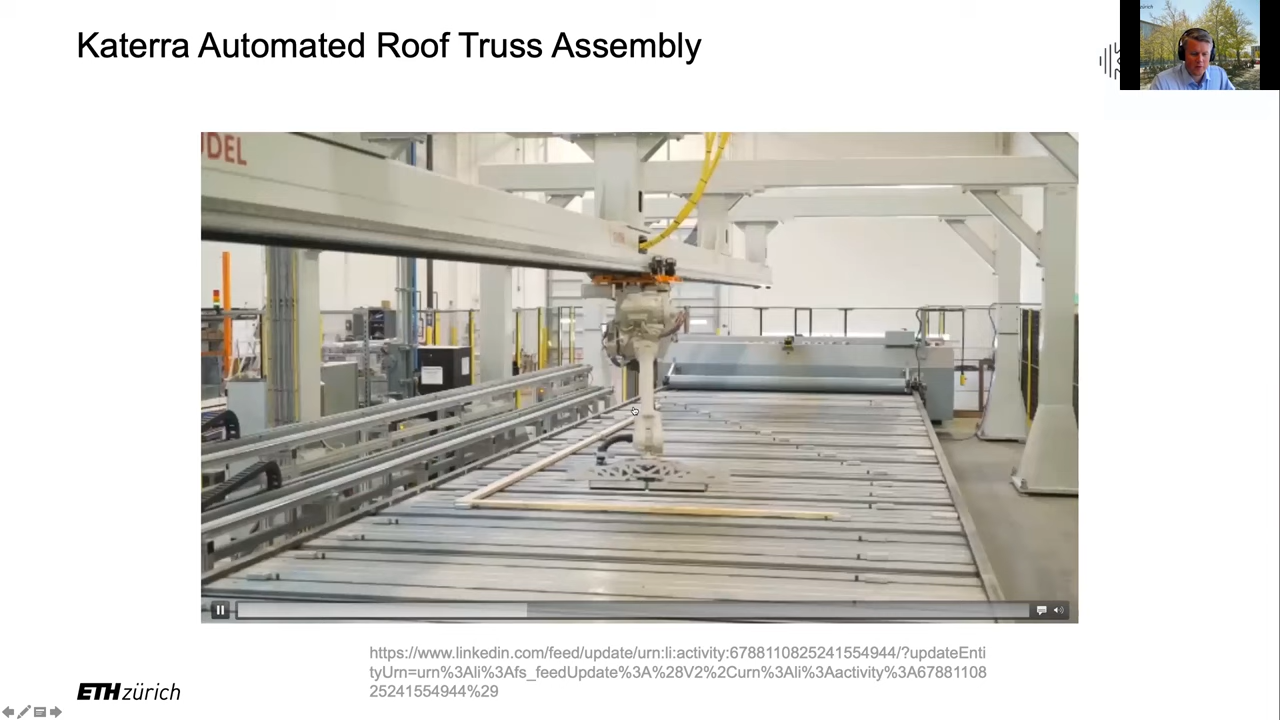 Katerra Automated Roof Truss Assembly
UDEL
https://www.linkedin.com/feed/update/urn:li:activity:6788110825241554944/?updateEnti
tyUrn=urn%3Ali%3Afs_feedUpdate%3A%28V2%2Curn%3Ali%3Aactivity%3A67881108
25241554944%29
ETH zürich